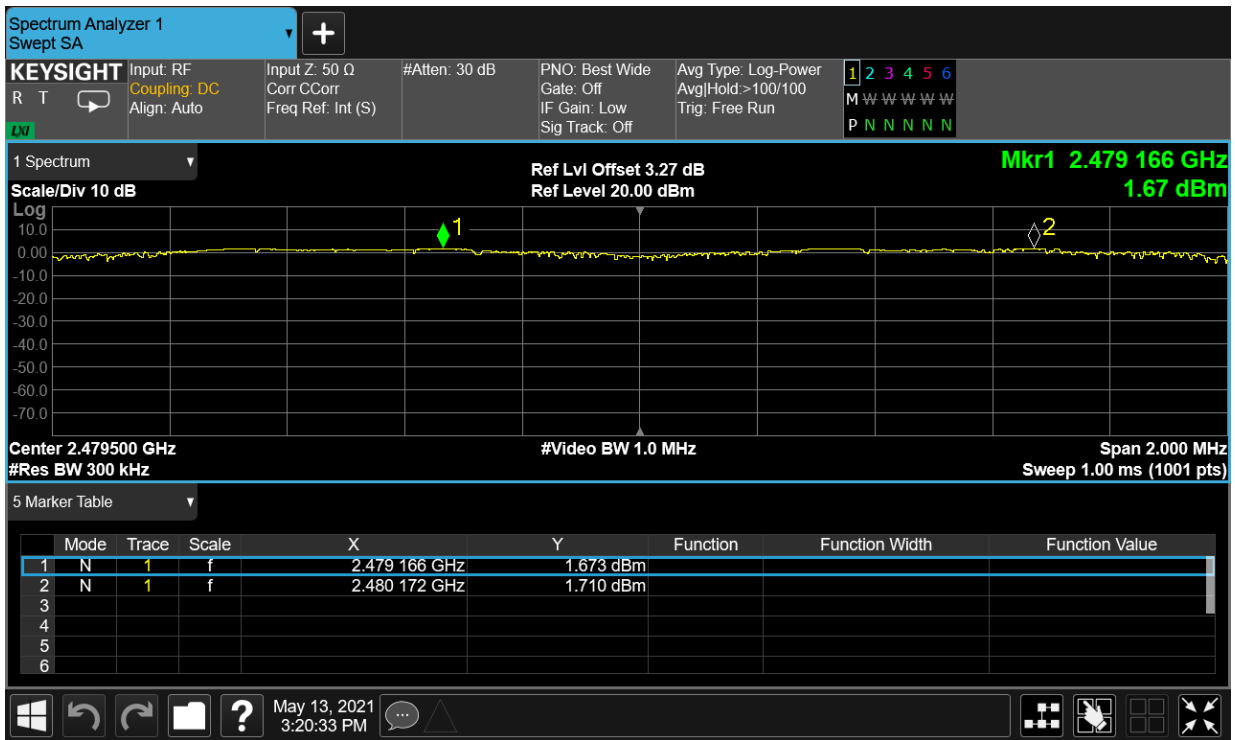 Spectrum Analyzer 1
Swept SA
KEYSIGHT
R T
LXI
Input: RF
Coupling: DC
Align: Auto
Input Z: 50 Ω
Corr CCorr
Freq Ref: Int (S)
#Atten: 30 dB
PNO: Best Wide
Gate: Off
IF Gain: Low
Sig Track: Off
Avg Type: Log-Power
Avg|Hold:>100/100
Trig: Free Run
1 2 3 4 5 6
M W W W W W
P N N N N N
1 Spectrum
Scale/Div 10 dB
Ref Lvl Offset 3.27 dB
Ref Level 20.00 dBm
Mkr1 2.479 166 GHz
1.67 dBm
Log
10.0
0.00
-10.0
-20.0
-30.0
-40.0
-50.0
-60.0
-70.0
1
2
Center 2.479500 GHz
#Res BW 300 kHz
#Video BW 1.0 MHz
Span 2.000 MHz
Sweep 1.00 ms (1001 pts)
5 Marker Table
Mode Trace Scale X Y Function Function Width Function Value
1 N 1 f 2.479 166 GHz 1.673 dBm
2 N 1 f 2.480 172 GHz 1.710 dBm
3
4
5
6
?
May 13, 2021
3:20:33 PM